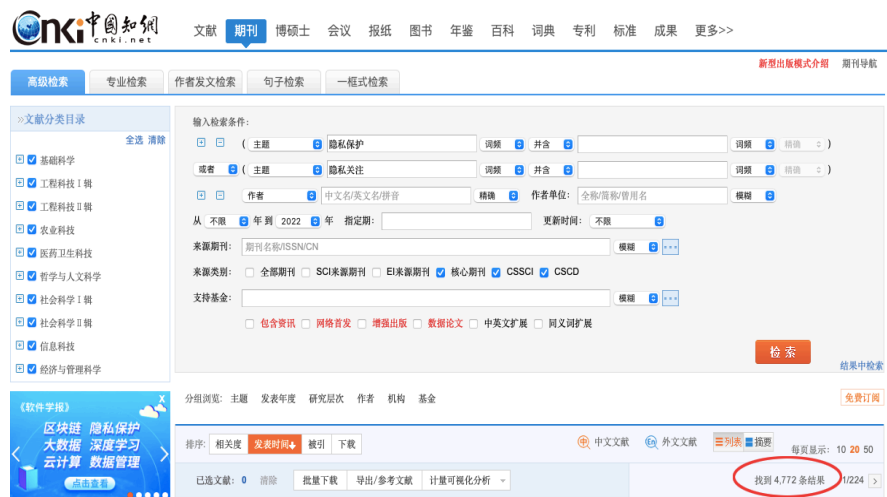 Cnki 中国知网
cnki.net
文献 期刊 博硕士 会议 报纸 图书 年鉴 百科 词典 专利 标准 成果 更多>>
新型出版模式介绍 期刊导航
高级检索 专业检索 作者发文检索 句子检索 一框式检索
»文献分类目录
全选 清除
基础科学
工程科技Ⅰ辑
工程科技Ⅱ辑
农业科技
医药卫生科技
哲学与人文科学
社会科学Ⅰ辑
社会科学Ⅱ辑
信息科技
经济与管理科学
输入检索条件:
( 主题 隐私保护 词频 并含 词频 精确 )
或者 ( 主题 隐私关注 词频 并含 词频 精确 )
作者 中文名/英文名/拼音 精确 作者单位: 全称/简称/曾用名 模糊
从 不限 年 到 2022 年 指定期: 更新时间: 不限
来源期刊: 期刊名称/ISSN/CN 模糊 ...
来源类别: 全部期刊 SCI来源期刊 EI来源期刊 核心期刊 CSSCI CSCD
支持基金: 模糊 ...
包含资讯 网络首发 增强出版 数据论文 中英文扩展 同义词扩展
检索
结果中检索
《软件学报》 X
区块链 隐私保护
大数据 深度学习
云计算 数据管理
点击查看
分组浏览: 主题 发表年度 研究层次 作者 机构 基金
免费订阅
排序: 相关度 发表时间↓ 被引 下载
中 中文文献 En 外文文献 列表 摘要
每页显示: 10 20 50
已选文献: 0 清除 批量下载 导出/参考文献 计量可视化分析
找到 4,772 条结果 1/224 >